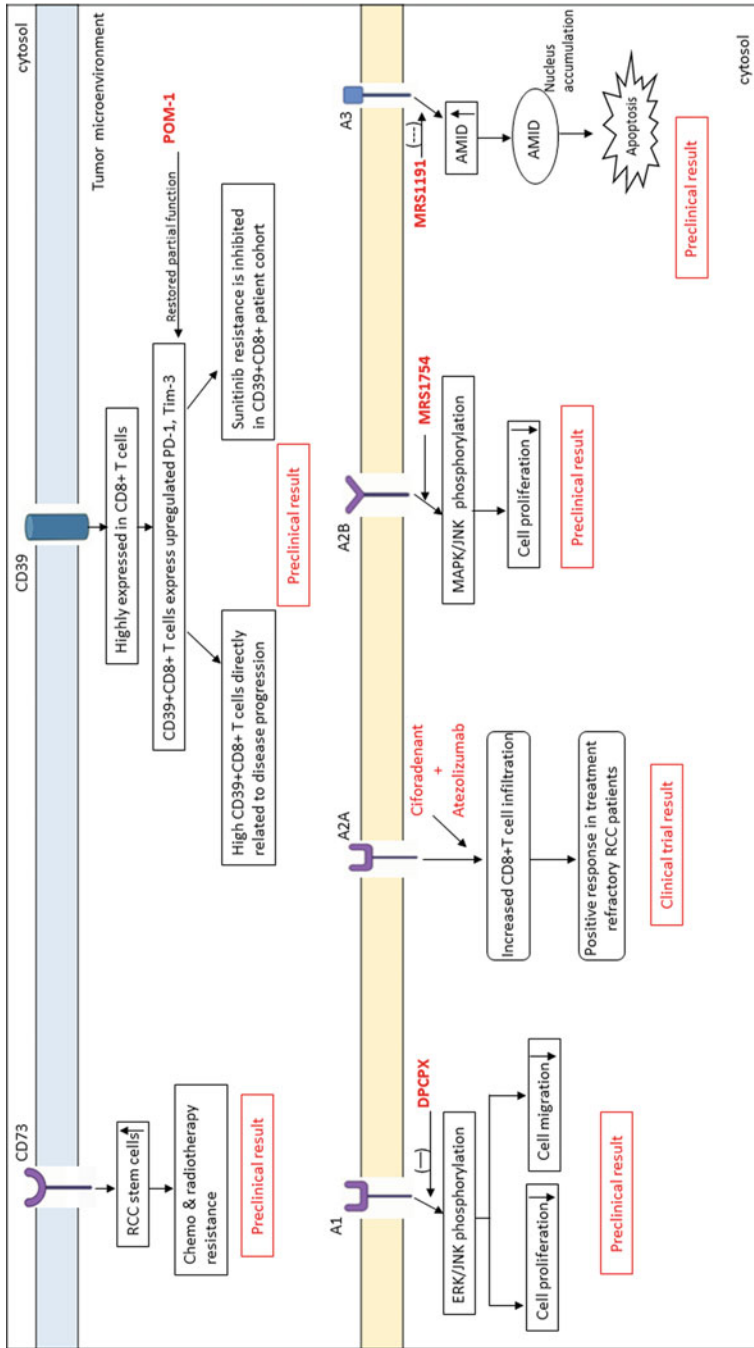 cytosol
CD73
CD39
Tumor microenvironment
RCC stem cells
Chemo & radiotherapy
resistance
Preclinical result
Highly expressed in CD8+ T cells
CD39+CD8+ T cells express upregulated PD-1, Tim-3
Restored partial function
POM-1
High CD39+CD8+ T cells directly
related to disease progression
Sunitinib resistance is inhibited
in CD39+CD8+ patient cohort
Preclinical result
A1
A2A
A2B
A3
(—)
DPCPX
ERK/JNK phosphorylation
Cell proliferation
Cell migration
Preclinical result
Ciforadenant
+
Atezolizumab
Increased CD8+T cell infiltration
Positive response in treatment
refractory RCC patients
Clinical trial result
MRS1754
MAPK/JNK phosphorylation
Cell proliferation
Preclinical result
MRS1191
(---)
AMID
AMID
Nucleus
accumulation
Apoptosis
Preclinical result
cytosol